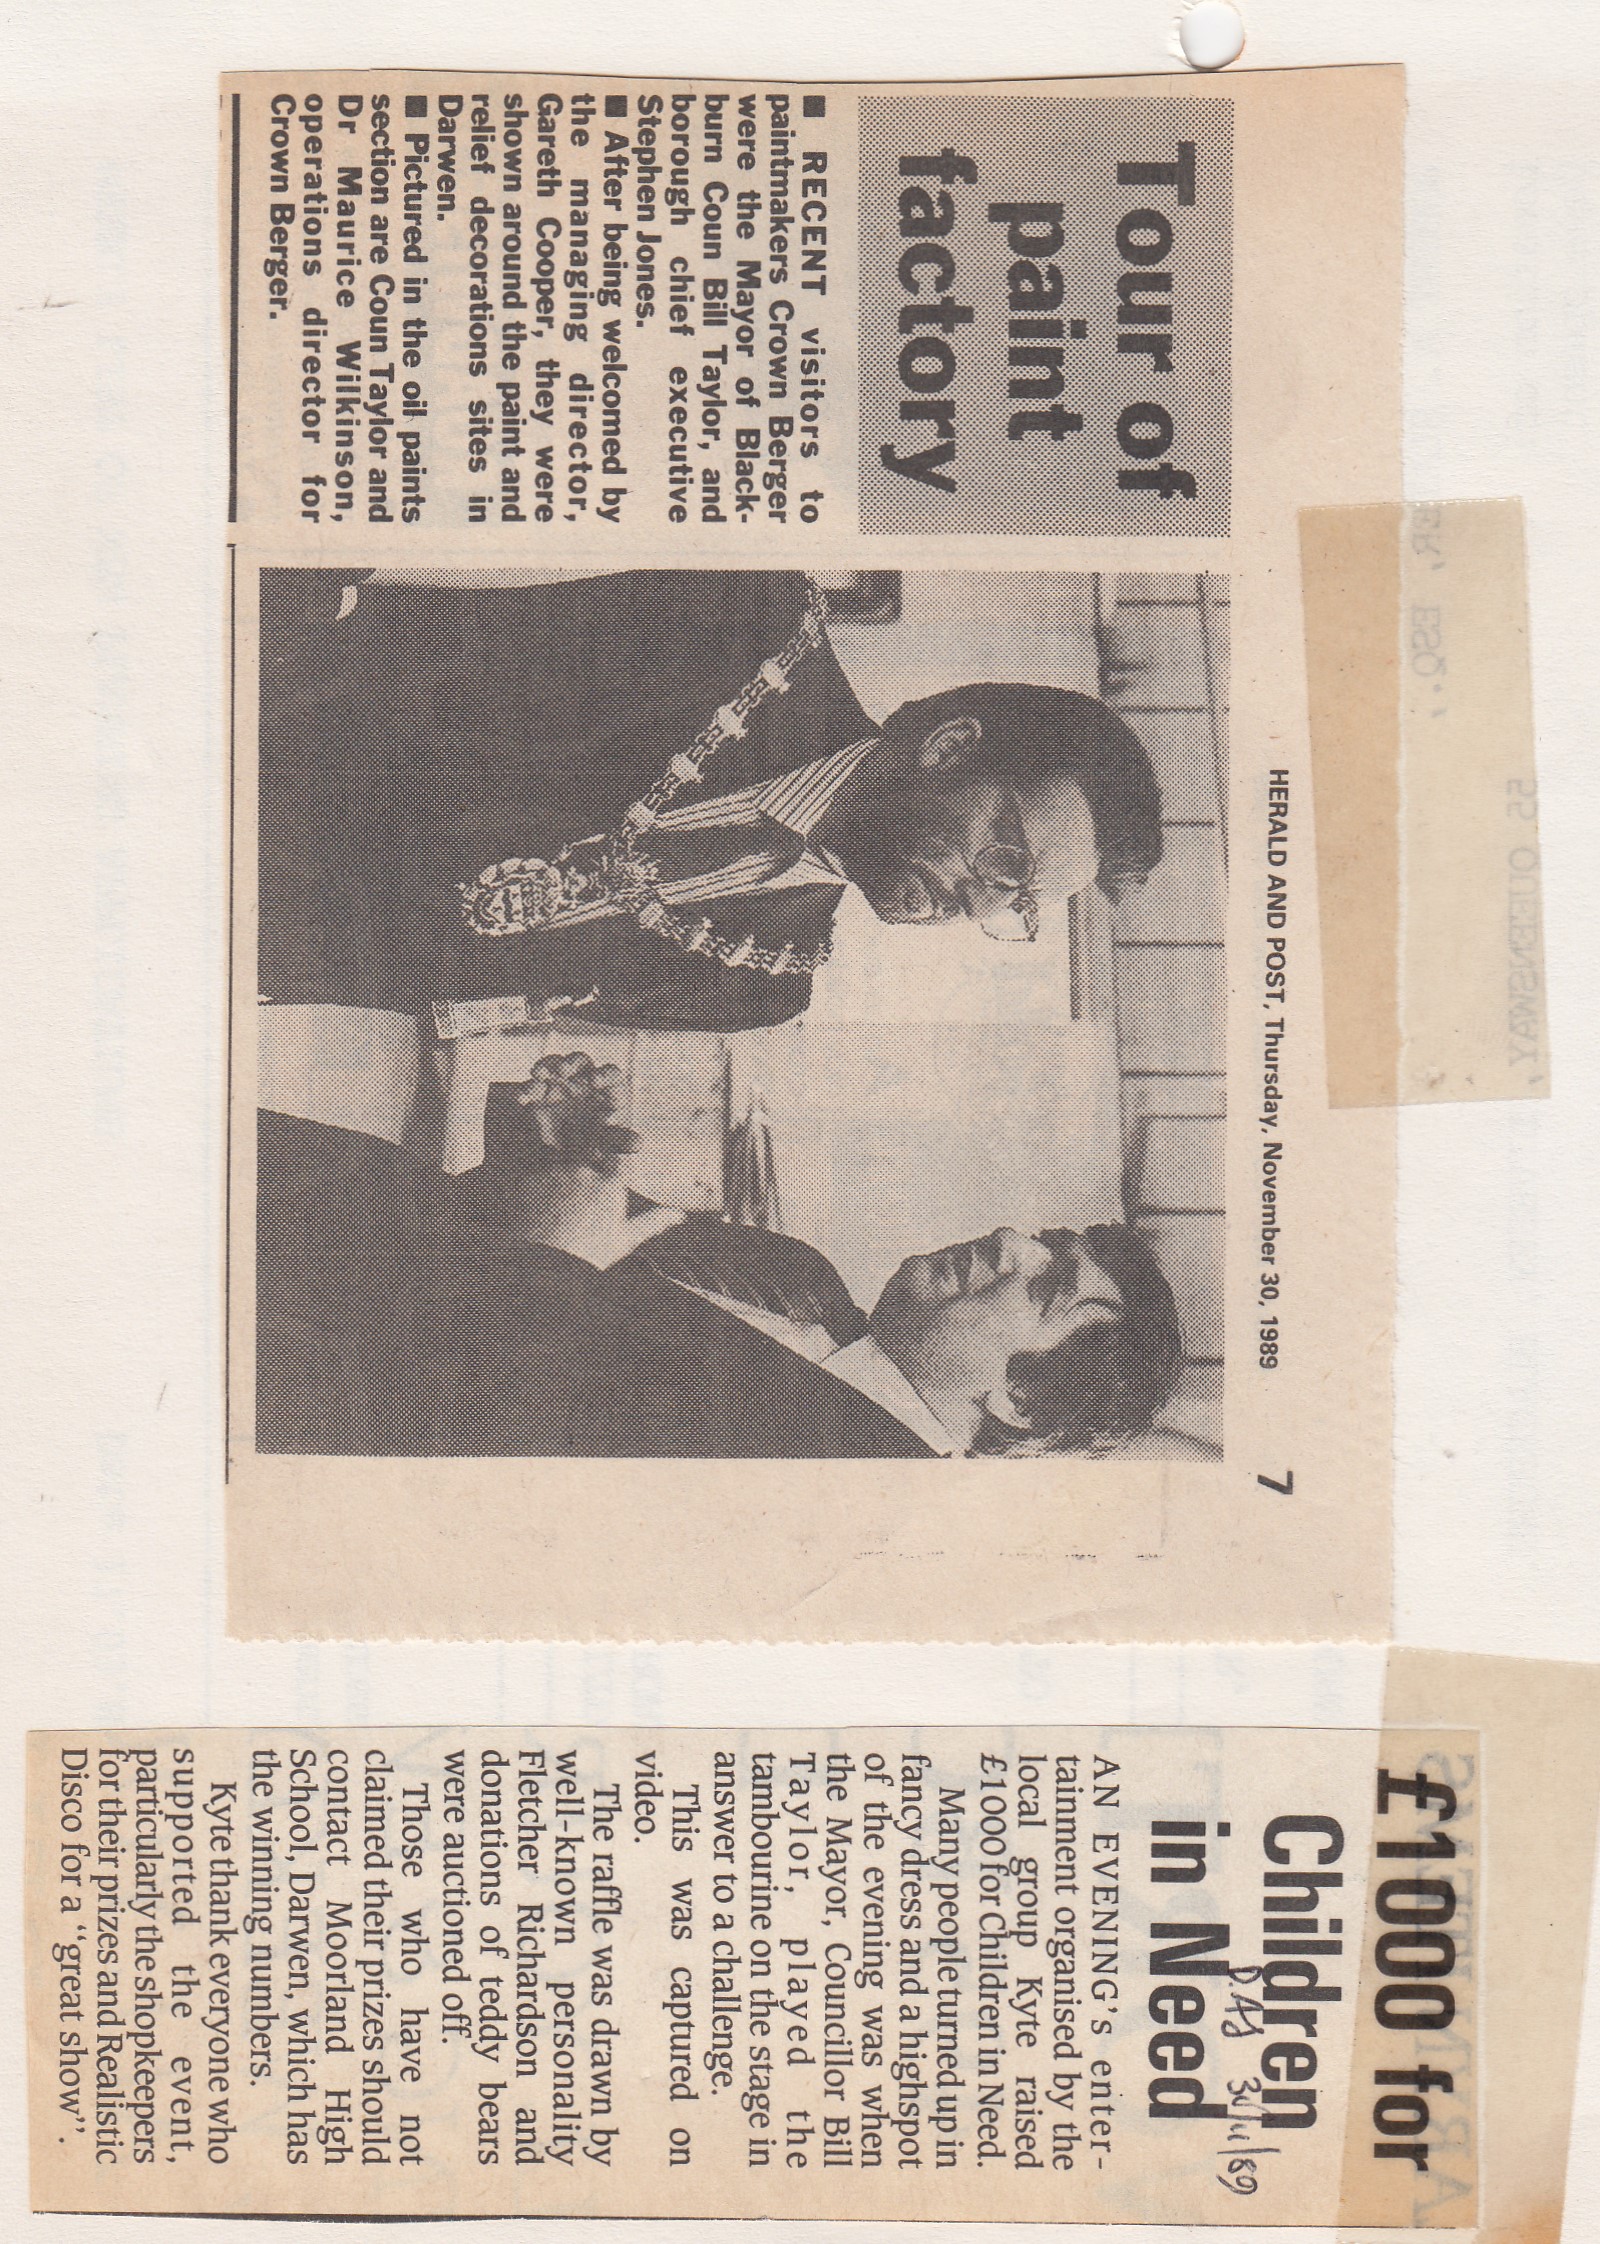 HERALD AND POST, Thursday, November 30, 1989 7
Tour of
paint
factory
■ RECENT visitors to
paintmakers Crown Berger
were the Mayor of Black-
burn Coun Bill Taylor, and
borough chief executive
Stephen Jones.
■ After being welcomed by
the managing director,
Gareth Cooper, they were
shown around the paint and
relief decorations sites in
Darwen.
■ Pictured in the oil paints
section are Coun Taylor and
Dr Maurice Wilkinson,
operations director for
Crown Berger.
£1000 for
Children
in Need
D.A 30/11/89
AN EVENING'S enter-
tainment organised by the
local group Kyte raised
£1000 for Children in Need.
Many people turned up in
fancy dress and a highspot
of the evening was when
the Mayor, Councillor Bill
Taylor, played the
tambourine on the stage in
answer to a challenge.
This was captured on
video.
The raffle was drawn by
well-known personality
Fletcher Richardson and
donations of teddy bears
were auctioned off.
Those who have not
claimed their prizes should
contact Moorland High
School, Darwen, which has
the winning numbers.
Kyte thank everyone who
supported the event,
particularly the shopkeepers
for their prizes and Realistic
Disco for a "great show".